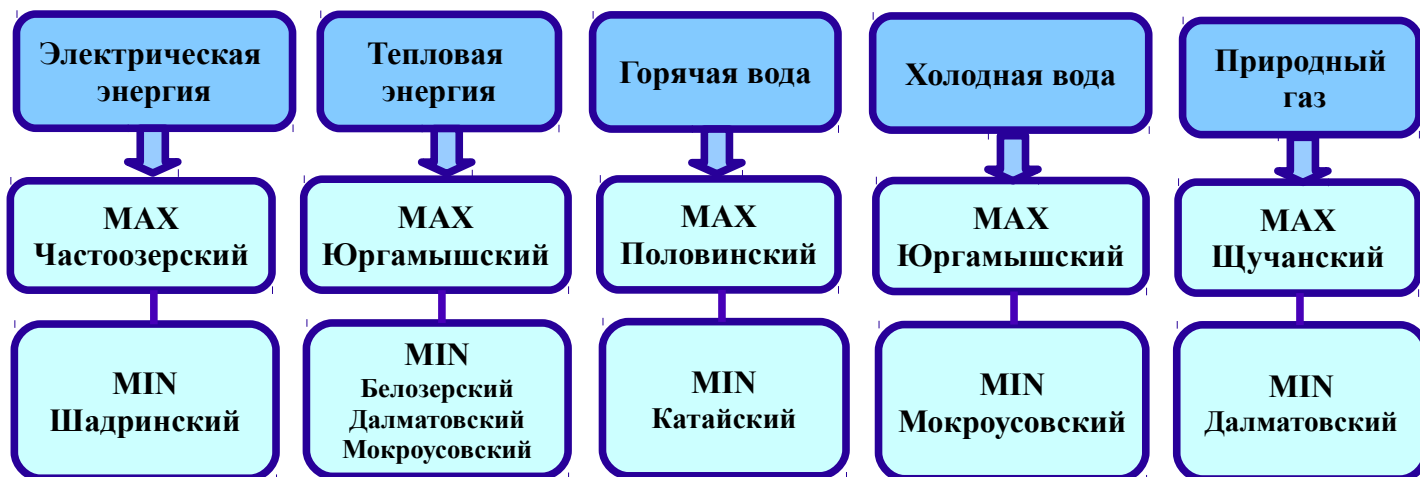 Электрическая
энергия
Тепловая
энергия
Горячая вода
Холодная вода
Природный
газ
MAX
Частоозерский
MAX
Юргамышский
MAX
Половинский
MAX
Юргамышский
MAX
Щучанский
MIN
Шадринский
MIN
Белозерский
Далматовский
Мокроусовский
MIN
Катайский
MIN
Мокроусовский
MIN
Далматовский